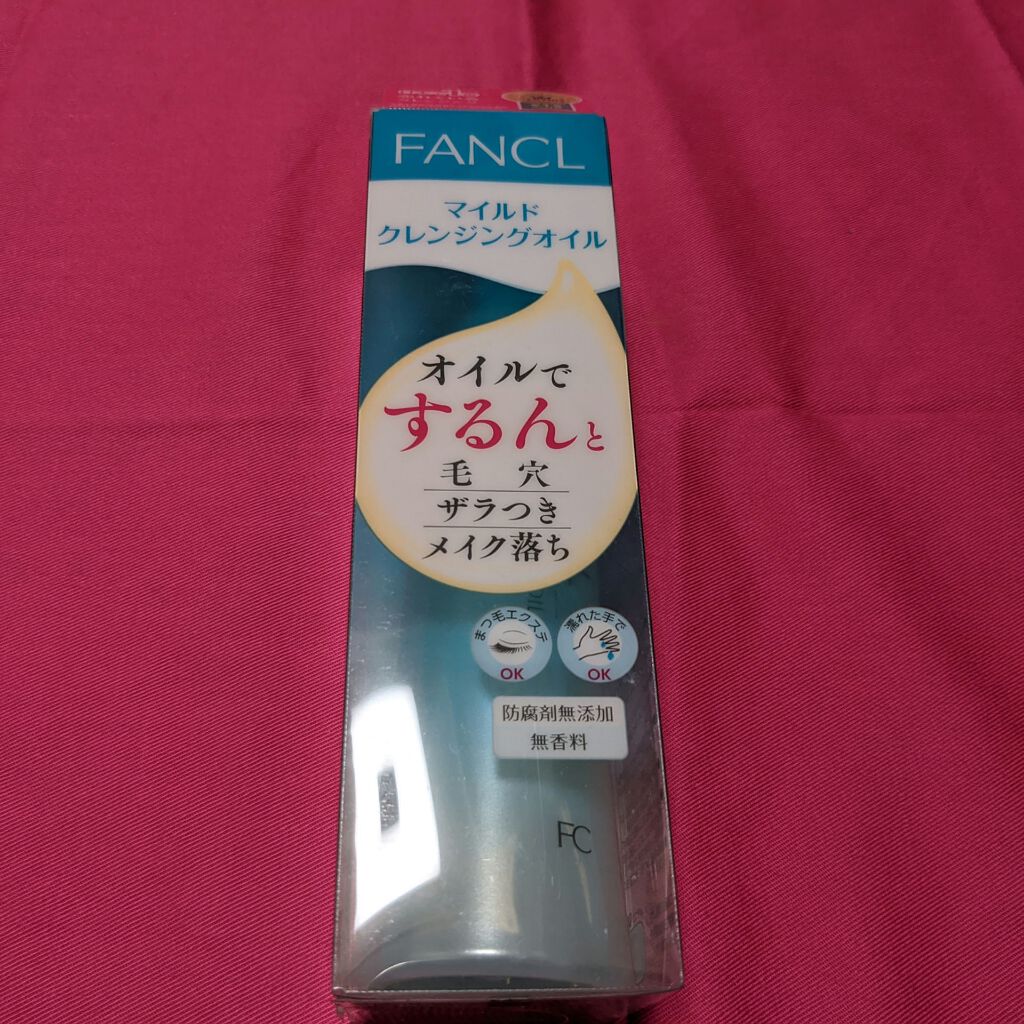 FANCL
マイルド
クレンジングオイル
オイルで
するんと
毛穴
ザラつき
メイク落ち
まつ毛エクステ
OK
濡れた手で
OK
防腐剤無添加
無香料
FC